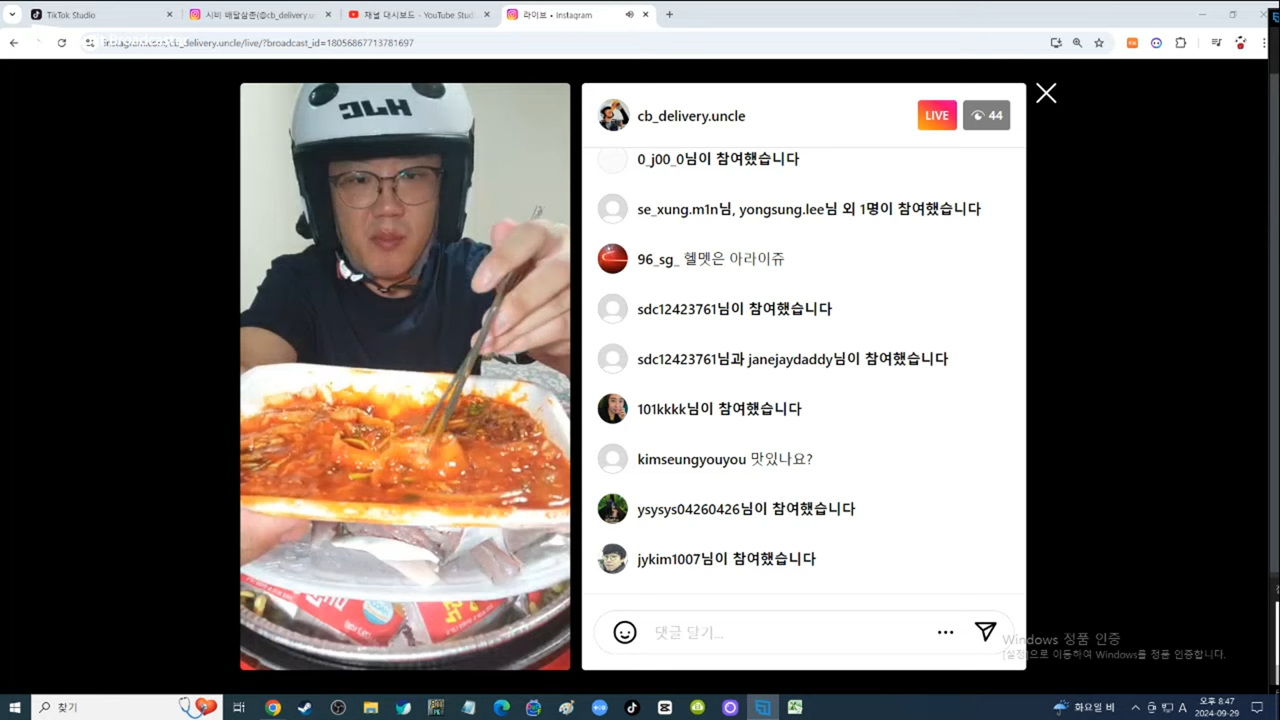 TikTok Studio
시비 배달삼촌(@cb_delivery.u
채널 대시보드 - YouTube Stu
라이브 • Instagram
cb_delivery.uncle/live/?broadcast_id=18056867713781697
HJC
cb_delivery.uncle
LIVE
44
0_j00_0님이 참여했습니다
se_xung.m1n님, yongsung.lee님 외 1명이 참여했습니다
96_sg_ 헬멧은 아라이쥬
sdc12423761님이 참여했습니다
sdc12423761님과 janejaydaddy님이 참여했습니다
101kkkk님이 참여했습니다
kimseungyouyou 맛있나요?
ysysys04260426님이 참여했습니다
jykim1007님이 참여했습니다
댓글 달기...
Windows 정품 인증
[설정]으로 이동하여 Windows를 정품 인증합니다.
찾기
화요일 비
A
오후 8:47
2024-09-29